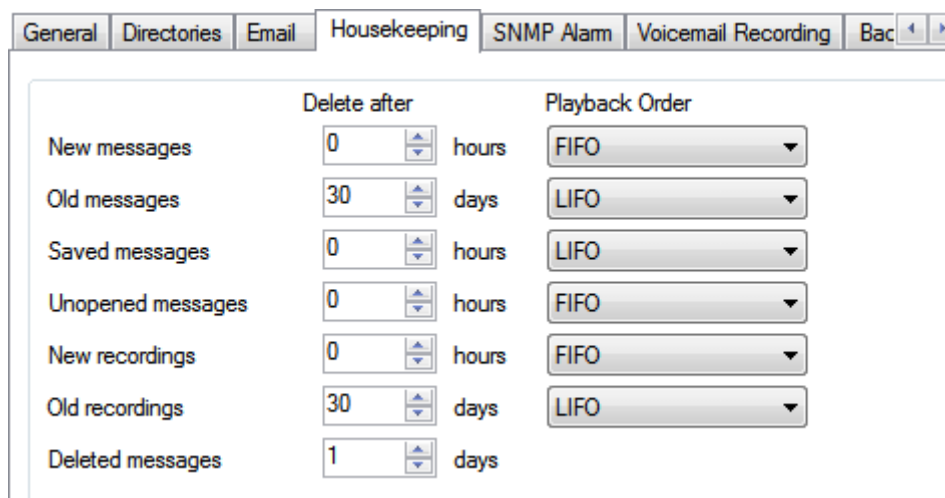 General Directories Email Housekeeping SNMP Alarm Voicemail Recording Bac
Delete after Playback Order
New messages 0 hours FIFO
Old messages 30 days LIFO
Saved messages 0 hours LIFO
Unopened messages 0 hours FIFO
New recordings 0 hours FIFO
Old recordings 30 days LIFO
Deleted messages 1 days